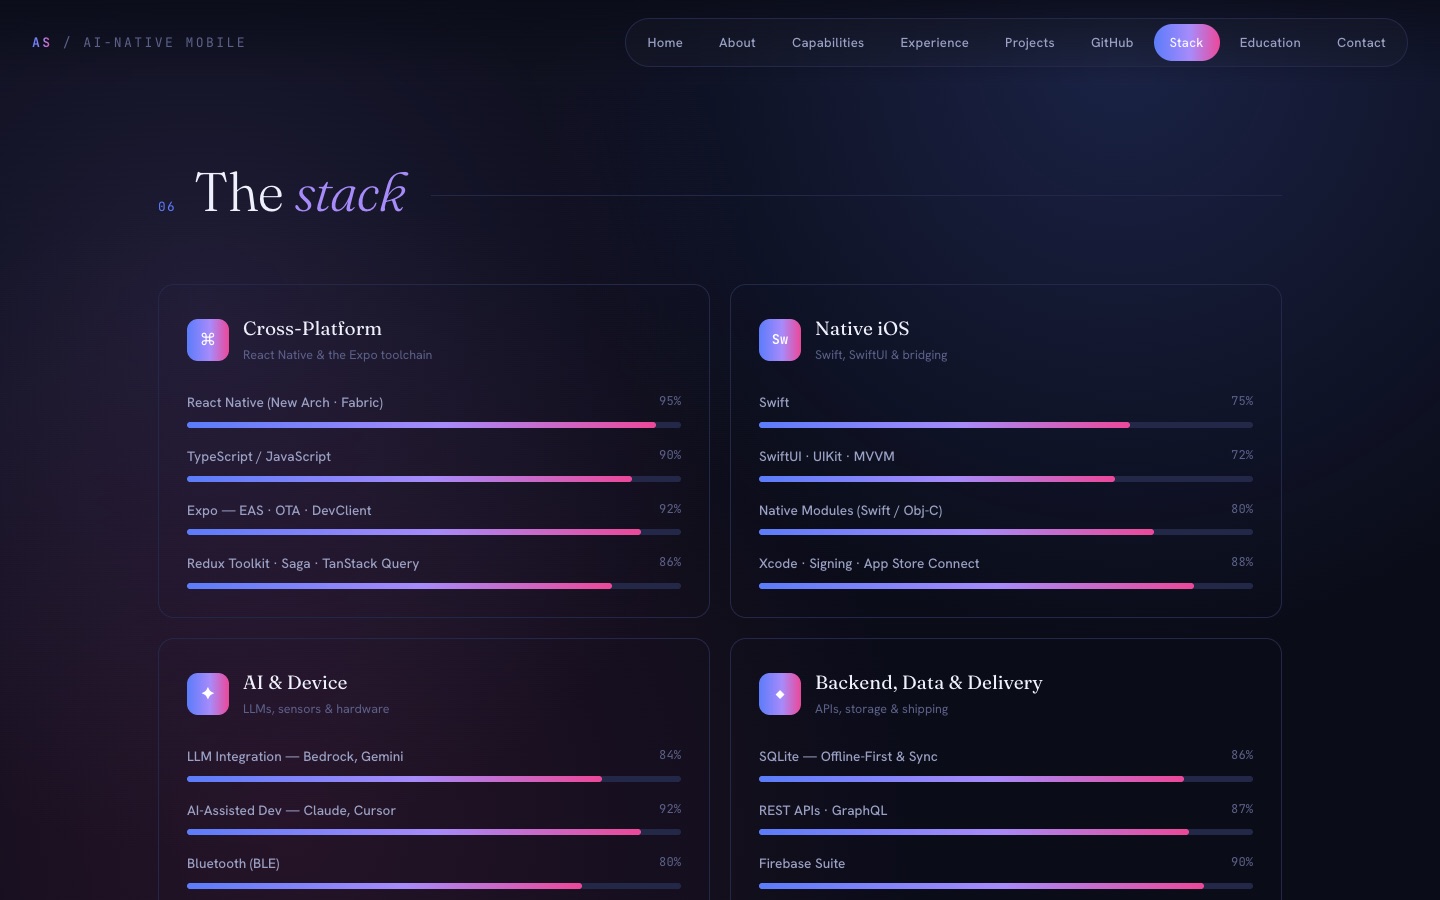 AS / AI-NATIVE MOBILE
Home About Capabilities Experience Projects GitHub Stack Education Contact
06 The stack
⌘ Cross-Platform
React Native & the Expo toolchain
React Native (New Arch · Fabric) 95%
TypeScript / JavaScript 90%
Expo — EAS · OTA · DevClient 92%
Redux Toolkit · Saga · TanStack Query 86%
Sw Native iOS
Swift, SwiftUI & bridging
Swift 75%
SwiftUI · UIKit · MVVM 72%
Native Modules (Swift / Obj-C) 80%
Xcode · Signing · App Store Connect 88%
✦ AI & Device
LLMs, sensors & hardware
LLM Integration — Bedrock, Gemini 84%
AI-Assisted Dev — Claude, Cursor 92%
Bluetooth (BLE) 80%
◆ Backend, Data & Delivery
APIs, storage & shipping
SQLite — Offline-First & Sync 86%
REST APIs · GraphQL 87%
Firebase Suite 90%